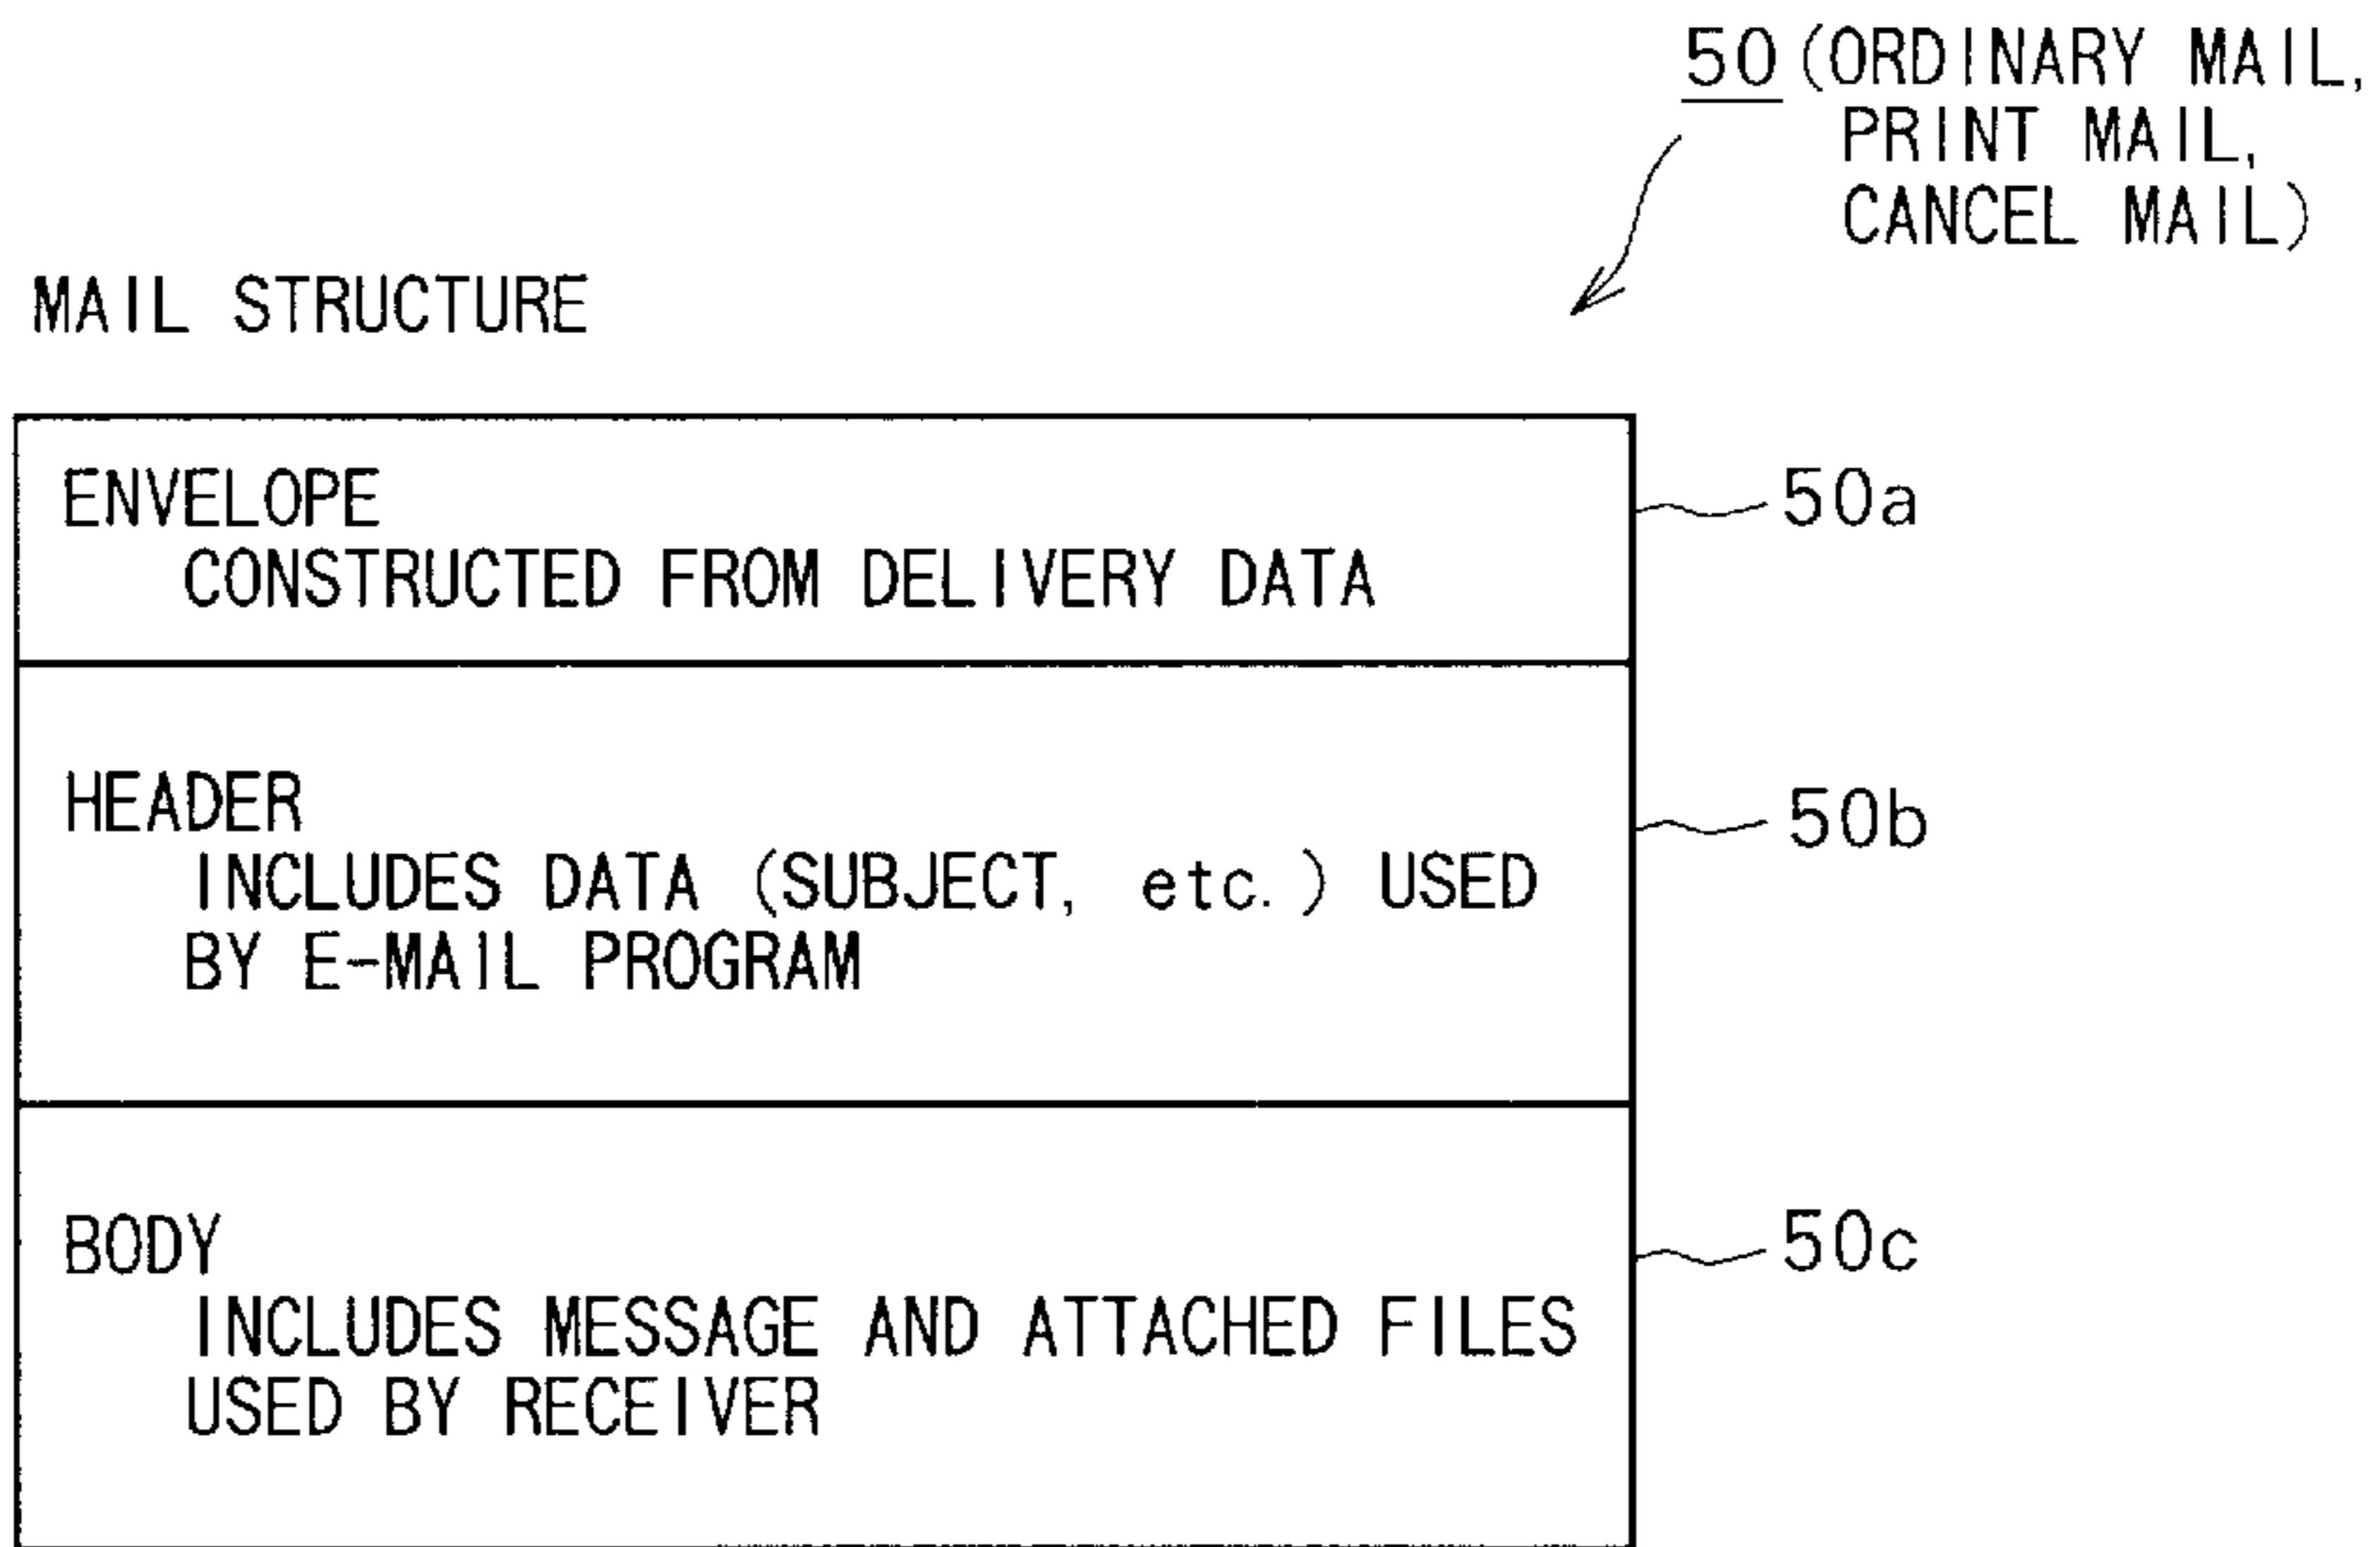 50 (ORDINARY MAIL,
PRINT MAIL,
CANCEL MAIL)
MAIL STRUCTURE
ENVELOPE
CONSTRUCTED FROM DELIVERY DATA
50a
HEADER
INCLUDES DATA (SUBJECT, etc.) USED
BY E-MAIL PROGRAM
50b
BODY
INCLUDES MESSAGE AND ATTACHED FILES
USED BY RECEIVER
50c